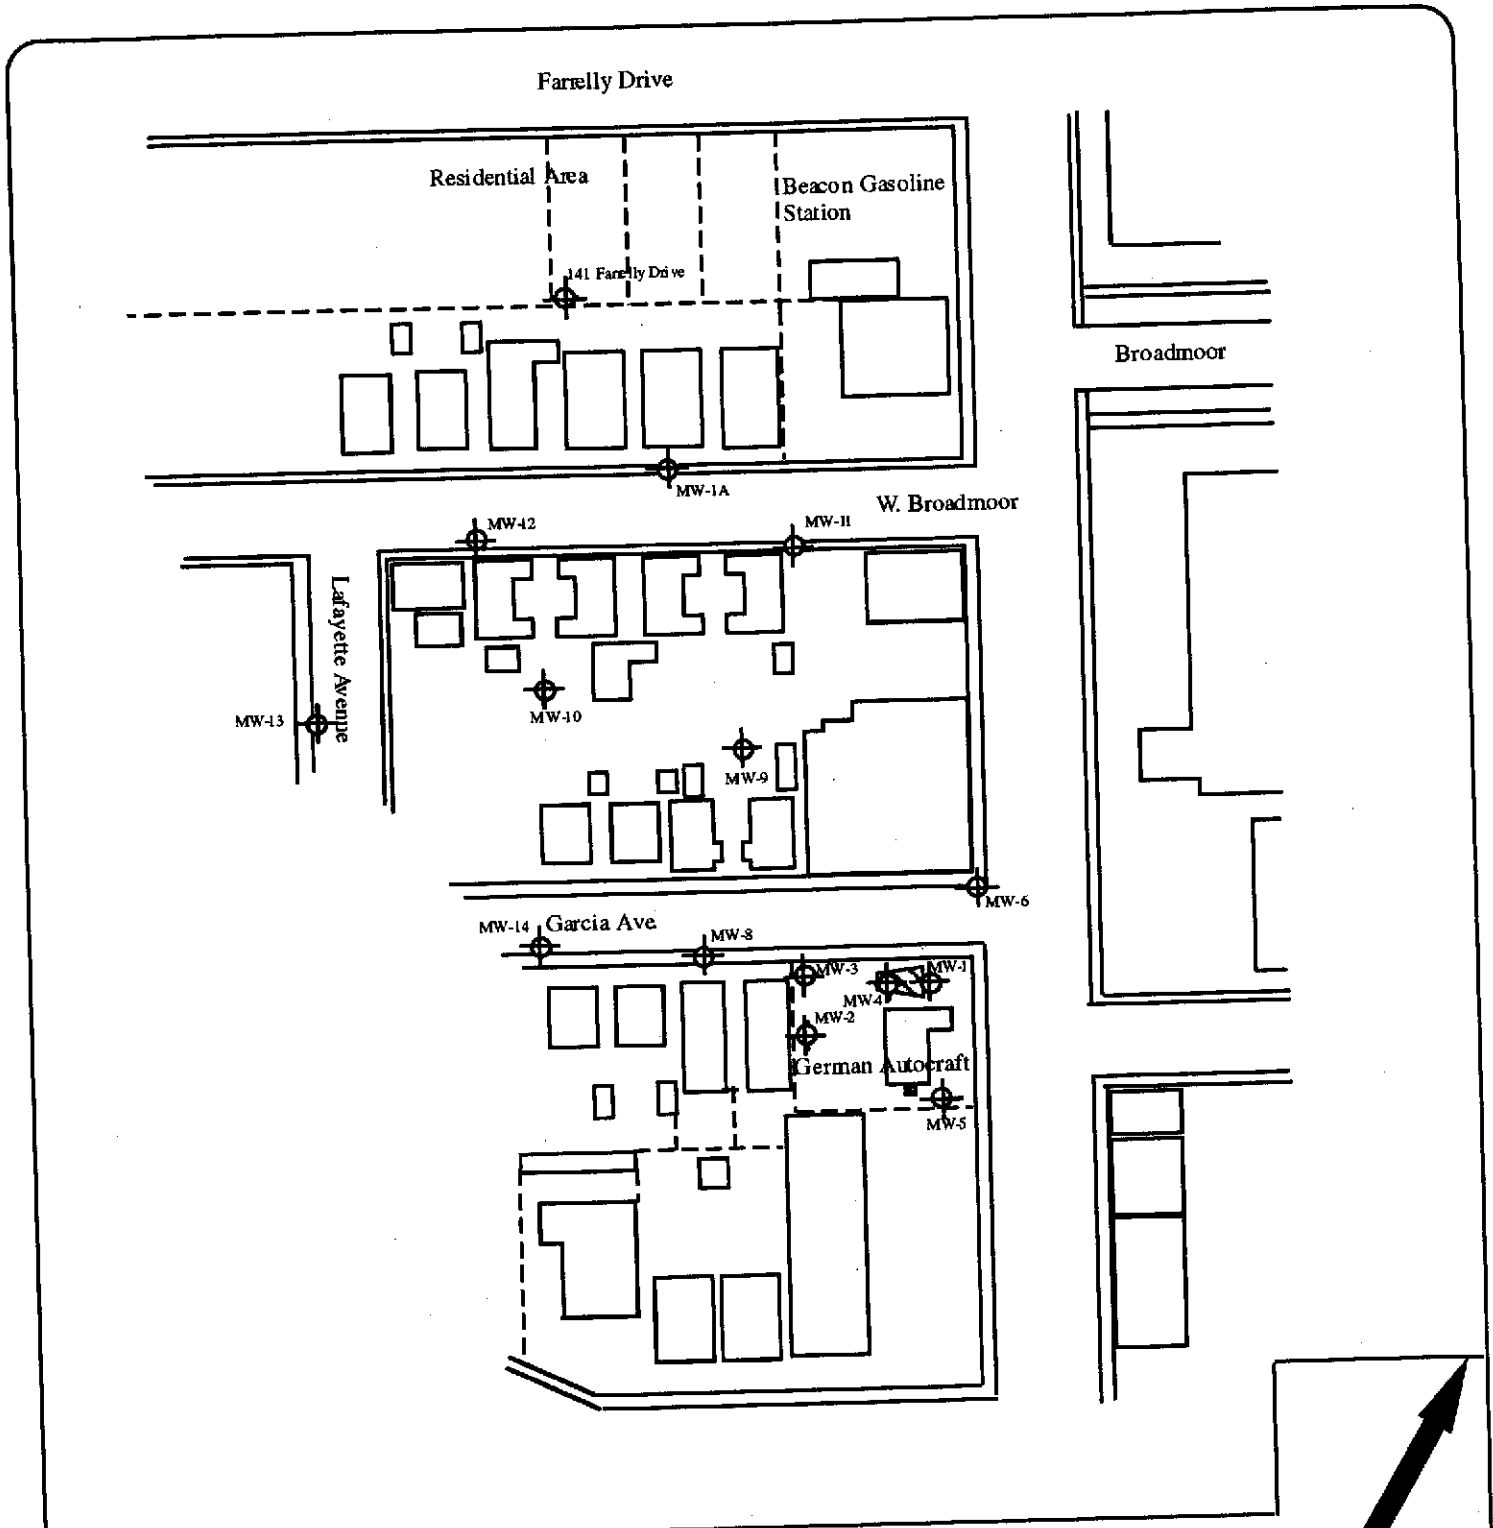 Farrelly Drive
Residential Area
Beacon Gasoline
Station
141 Farrelly Drive
Broadmoor
MW-1A
W. Broadmoor
MW-12
MW-11
Lafayette Avenue
MW-10
MW-13
MW-9
MW-6
MW-14
Garcia Ave
MW-8
MW-3
MW-1
MW-4
MW-2
German Autocraft
MW-5